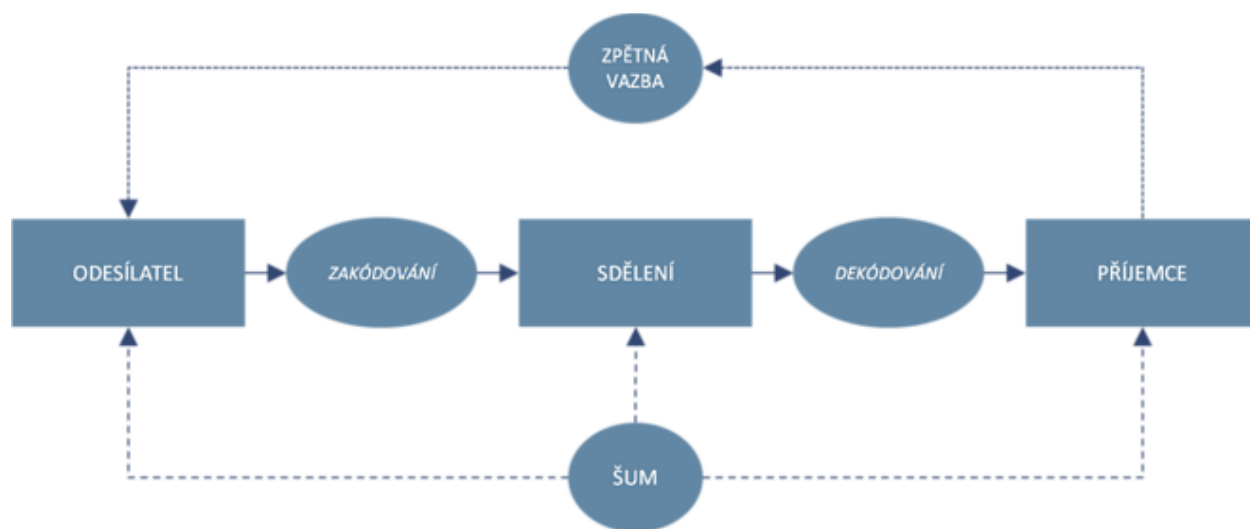 ZPĚTNÁ
VAZBA
ODESÍLATEL
ZAKÓDOVÁNÍ
SDĚLENÍ
DEKÓDOVÁNÍ
PŘÍJEMCE
ŠUM